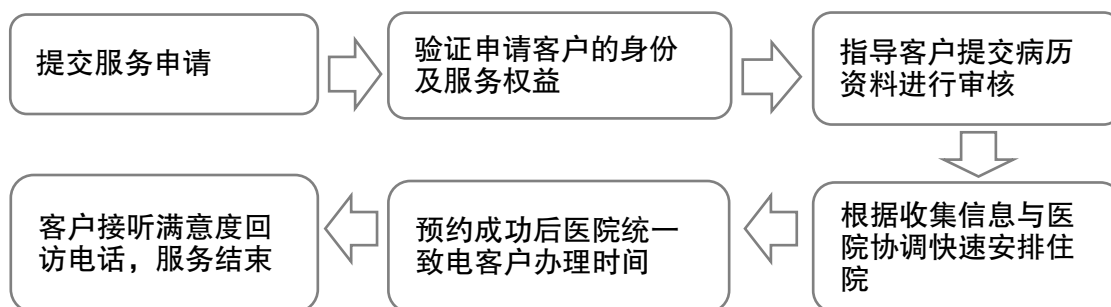 提交服务申请
验证申请客户的身份
及服务权益
指导客户提交病历
资料进行审核
根据收集信息与医
院协调快速安排住
院
预约成功后医院统一
致电客户办理时间
客户接听满意度回
访电话，服务结束